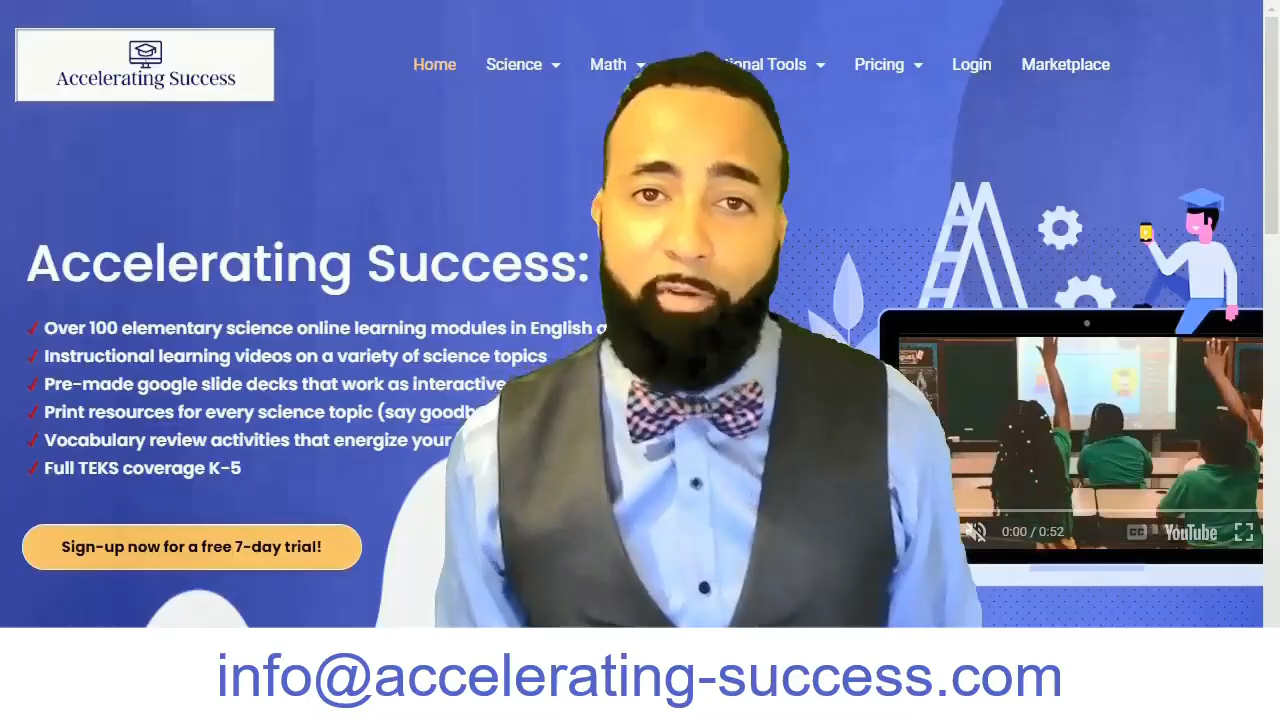 Accelerating Success
Home Science Math Tools Pricing Login Marketplace
Accelerating Success:
Over 100 elementary science online learning modules in English
Instructional learning videos on a variety of science topics
Pre-made google slide decks that work as interactive
Print resources for every science topic (say
Vocabulary review activities that energize your
Full TEKS coverage K-5
Sign-up now for a free 7-day trial!
0:00 / 0:52 CC YouTube
info@accelerating-success.com